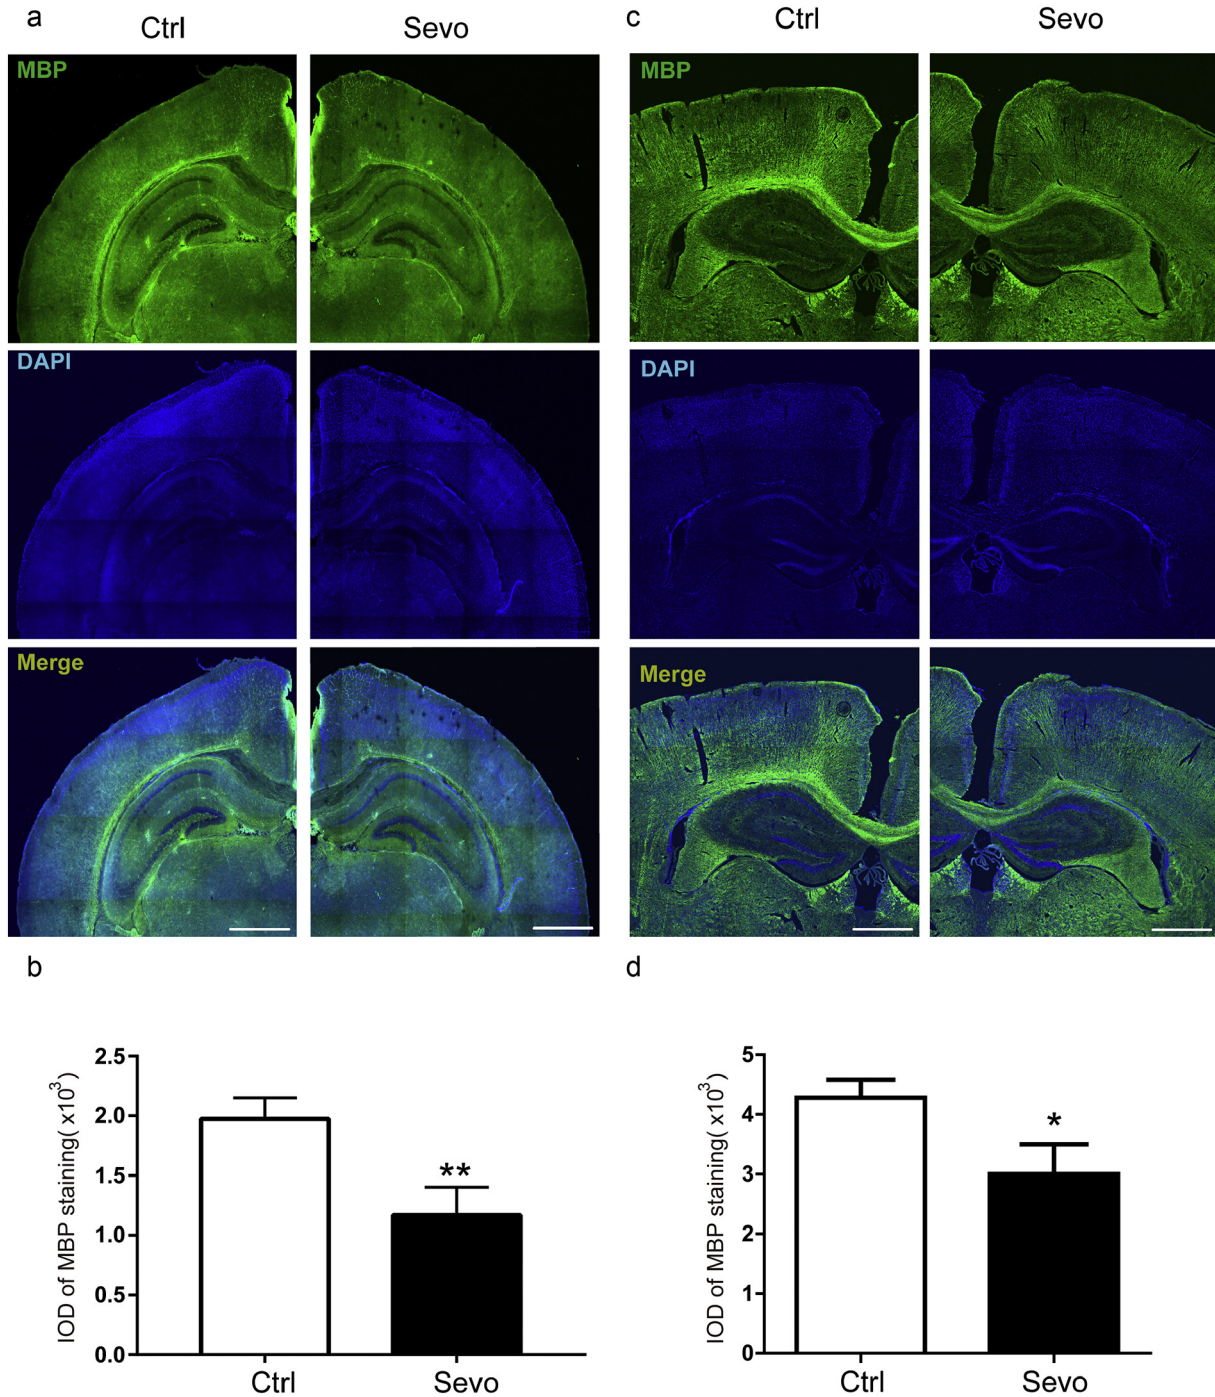 a
Ctrl Sevo
MBP
DAPI
Merge
c
Ctrl Sevo
MBP
DAPI
Merge
b
IOD of MBP staining( x10³)
2.5
2.0
1.5
1.0
0.5
0.0
**
Ctrl Sevo
d
IOD of MBP staining( x10³)
5
4
3
2
1
0
*
Ctrl Sevo